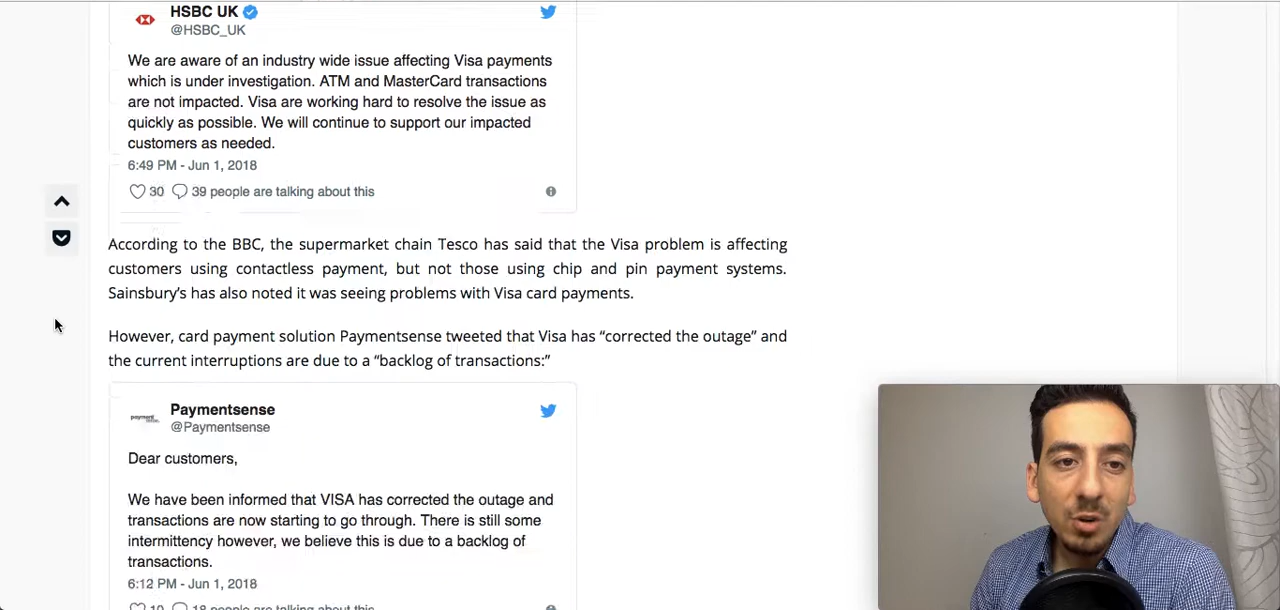 HSBC UK
@HSBC_UK
We are aware of an industry wide issue affecting Visa payments
which is under investigation. ATM and MasterCard transactions
are not impacted. Visa are working hard to resolve the issue as
quickly as possible. We will continue to support our impacted
customers as needed.
6:49 PM - Jun 1, 2018
30 39 people are talking about this
According to the BBC, the supermarket chain Tesco has said that the Visa problem is affecting
customers using contactless payment, but not those using chip and pin payment systems.
Sainsbury's has also noted it was seeing problems with Visa card payments.
However, card payment solution Paymentsense tweeted that Visa has “corrected the outage” and
the current interruptions are due to a “backlog of transactions:”
Paymentsense
@Paymentsense
Dear customers,
We have been informed that VISA has corrected the outage and
transactions are now starting to go through. There is still some
intermittency however, we believe this is due to a backlog of
transactions.
6:12 PM - Jun 1, 2018
10 18 people are talking about this